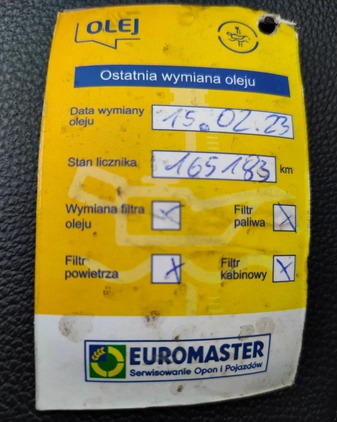 OLEJ
Ostatnia wymiana oleju
Data wymiany oleju 15.02.23
Stan licznika 165183 km
Wymiana filtra oleju x Filtr paliwa x
Filtr powietrza x Filtr kabinowy x
EUROMASTER
Serwisowanie Opon i Pojazdów